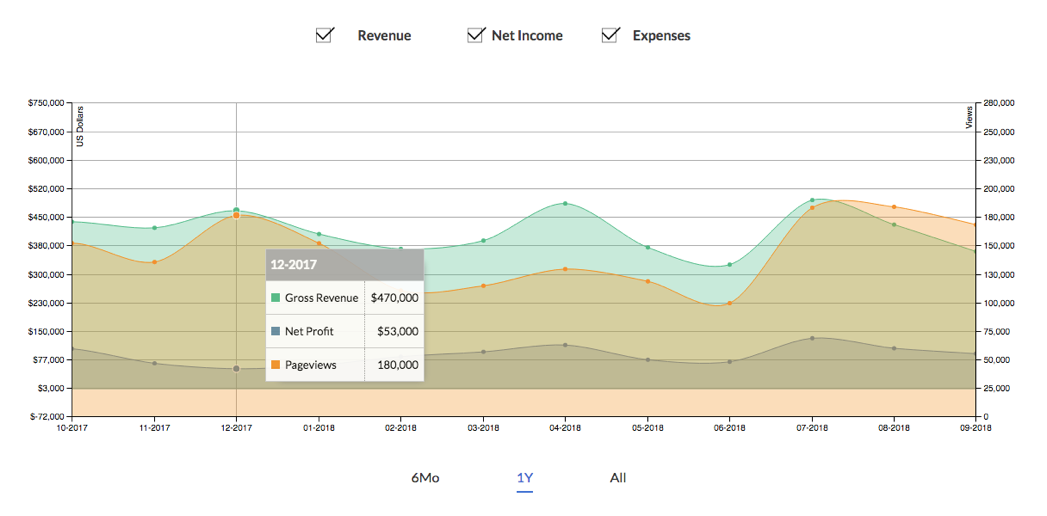 Revenue Net Income Expenses
$750,000 280,000
US Dollars Views
$670,000 250,000
$600,000 230,000
$520,000 200,000
$450,000 180,000
$380,000 150,000
$300,000 130,000
$230,000 100,000
$150,000 75,000
$77,000 50,000
$3,000 25,000
$-72,000 0
12-2017
Gross Revenue $470,000
Net Profit $53,000
Pageviews 180,000
10-2017 11-2017 12-2017 01-2018 02-2018 03-2018 04-2018 05-2018 06-2018 07-2018 08-2018 09-2018
6Mo 1Y All